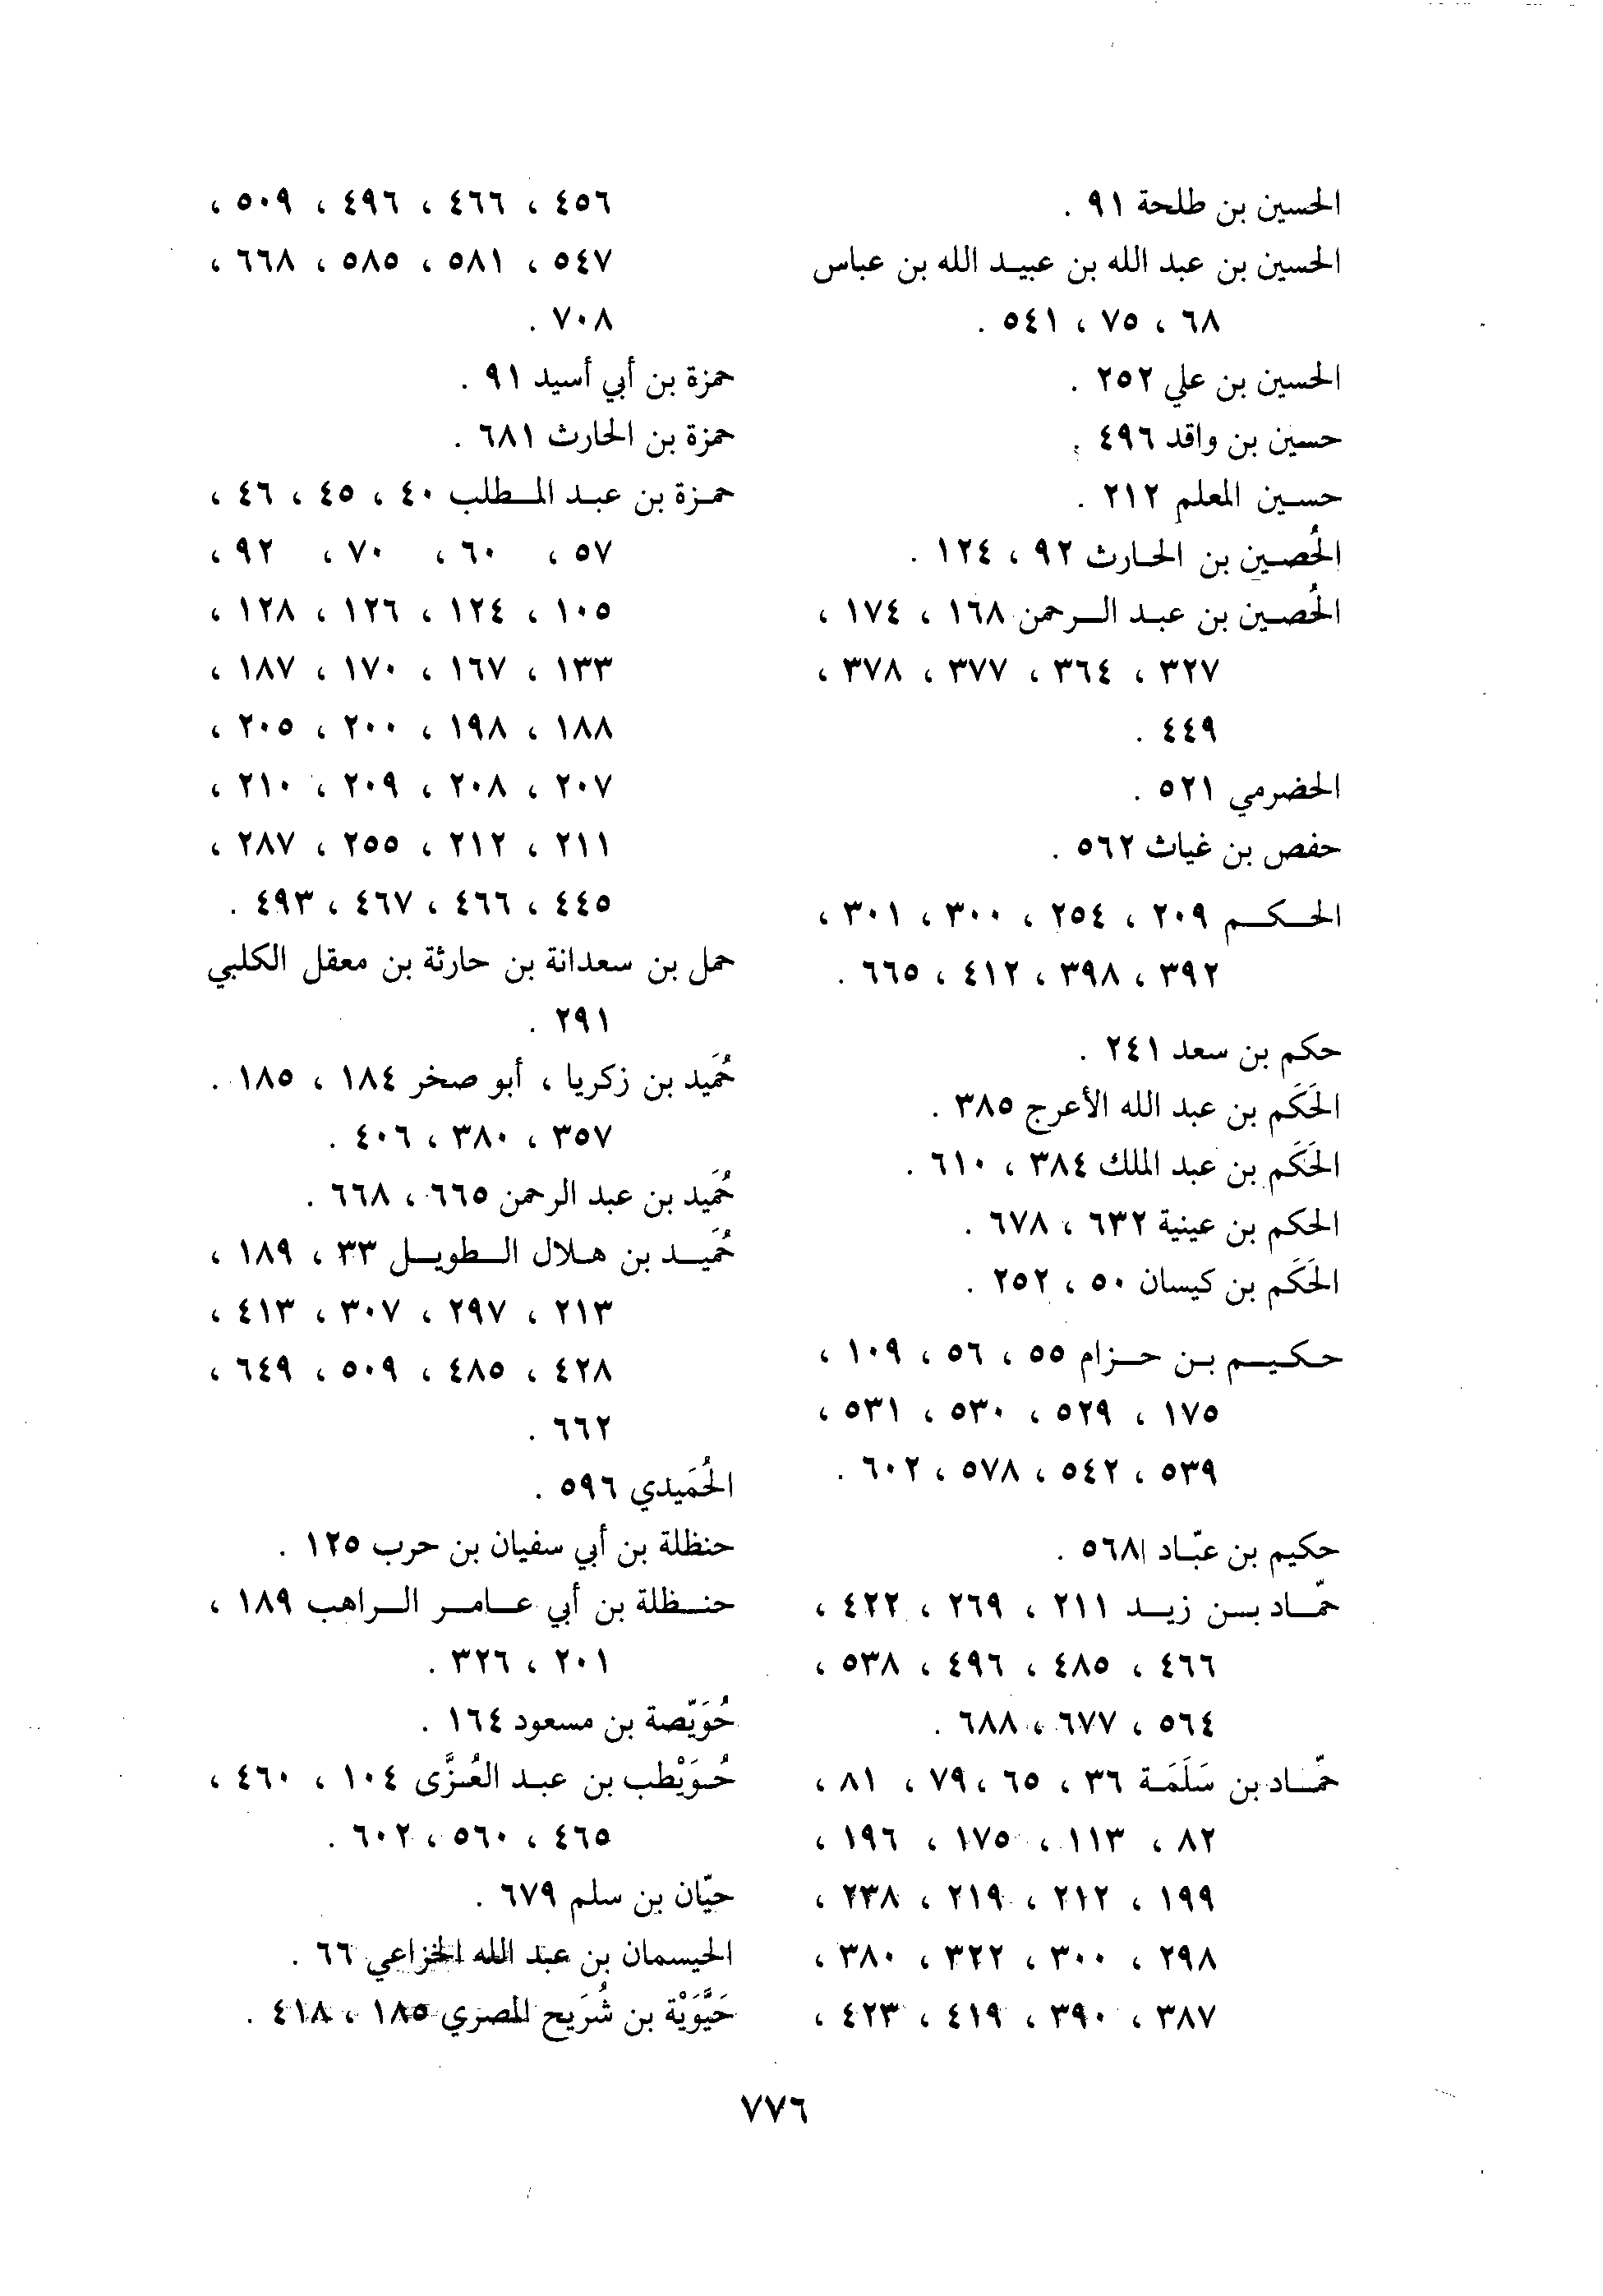 الحسين بن طلحة ٩١ .
الحسين بن عبد الله بن عبيد الله بن عباس
٦٨ ، ٧٥ ، ٥٤١ .
الحسين بن علي ٢٥٢ .
حسين بن واقد ٤٩٦ .
حسين المعلم ٢١٢ .
الحُصين بن الحارث ٩٢ ، ١٢٤ .
الحُصين بن عبد الرحمن ١٦٨ ، ١٧٤ ،
٣٢٧ ، ٣٦٤ ، ٣٧٧ ، ٣٧٨ ،
٤٤٩ .
الحضرمي ٥٢١ .
حفص بن غياث ٥٦٢ .
الحكم ٢٠٩ ، ٢٥٤ ، ٣٠٠ ، ٣٠١ ،
٣٩٢ ، ٣٩٨ ، ٤١٢ ، ٦٦٥ .
حكم بن سعد ٢٤١ .
الحَكَم بن عبد الله الأعرج ٣٨٥ .
الحَكَم بن عبد الملك ٣٨٤ ، ٦١٠ .
الحكم بن عينية ٦٣٢ ، ٦٧٨ .
الحَكَم بن كيسان ٥٠ ، ٢٥٢ .
حكيم بن حزام ٥٥ ، ٥٦ ، ١٠٩ ،
١٧٥ ، ٥٢٩ ، ٥٣٠ ، ٥٣١ ،
٥٣٩ ، ٥٤٢ ، ٥٧٨ ، ٦٠٢ .
حكيم بن عبّاد ٥٦٨ .
حمّاد بن زيد ٢١١ ، ٢٦٩ ، ٤٢٢ ،
٤٦٦ ، ٤٨٥ ، ٤٩٦ ، ٥٣٨ ،
٥٦٤ ، ٦٧٧ ، ٦٨٨ .
حمّاد بن سَلَمَة ٣٦ ، ٦٥ ، ٧٩ ، ٨١ ،
٨٢ ، ١١٣ ، ١٧٥ ، ١٩٦ ،
١٩٩ ، ٢١٢ ، ٢١٩ ، ٢٣٨ ،
٢٩٨ ، ٣٠٠ ، ٣٢٢ ، ٣٨٠ ،
٣٨٧ ، ٣٩٠ ، ٤١٩ ، ٤٢٣ ،
٤٥٦ ، ٤٦٦ ، ٤٩٦ ، ٥٠٩ ،
٥٤٧ ، ٥٨١ ، ٥٨٥ ، ٦٦٨ ،
٧٠٨ .
حمزة بن أبي أسيد ٩١ .
حمزة بن الحارث ٦٨١ .
حمزة بن عبد المطلب ٤٠ ، ٤٥ ، ٤٦ ،
٥٧ ، ٦٠ ، ٧٠ ، ٩٢ ،
١٠٥ ، ١٢٤ ، ١٢٦ ، ١٢٨ ،
١٣٣ ، ١٦٧ ، ١٧٠ ، ١٨٧ ،
١٨٨ ، ١٩٨ ، ٢٠٠ ، ٢٠٥ ،
٢٠٧ ، ٢٠٨ ، ٢٠٩ ، ٢١٠ ،
٢١١ ، ٢١٢ ، ٢٥٥ ، ٢٨٧ ،
٤٤٥ ، ٤٦٦ ، ٤٦٧ ، ٤٩٣ .
حمل بن سعدانة بن حارثة بن معقل الكلبي
٢٩١ .
حُمَيد بن زكريا ، أبو صخر ١٨٤ ، ١٨٥ .
٣٥٧ ، ٣٨٠ ، ٤٠٦ .
حُمَيد بن عبد الرحمن ٦٦٥ ، ٦٦٨ .
حُمَيد بن هلال الطويل ٣٣ ، ١٨٩ ،
٢١٣ ، ٢٩٧ ، ٣٠٧ ، ٤١٣ ،
٤٢٨ ، ٤٨٥ ، ٥٠٩ ، ٦٤٩ ،
٦٦٢ .
الحُمَيدي ٥٩٦ .
حنظلة بن أبي سفيان بن حرب ١٢٥ .
حنظلة بن أبي عامر الراهب ١٨٩ ،
٢٠١ ، ٣٢٦ .
حُوَيّصة بن مسعود ١٦٤ .
حُوَيْطب بن عبد العُزَّى ١٠٤ ، ٤٦٠ ،
٤٦٥ ، ٥٦٠ ، ٦٠٢ .
حيّان بن سلم ٦٧٩ .
الحيسمان بن عبد الله الخزاعي ٦٦ .
حَيَّوَيْة بن شُرَيح المصري ١٨٥ ، ٤١٨ .
٧٧٦